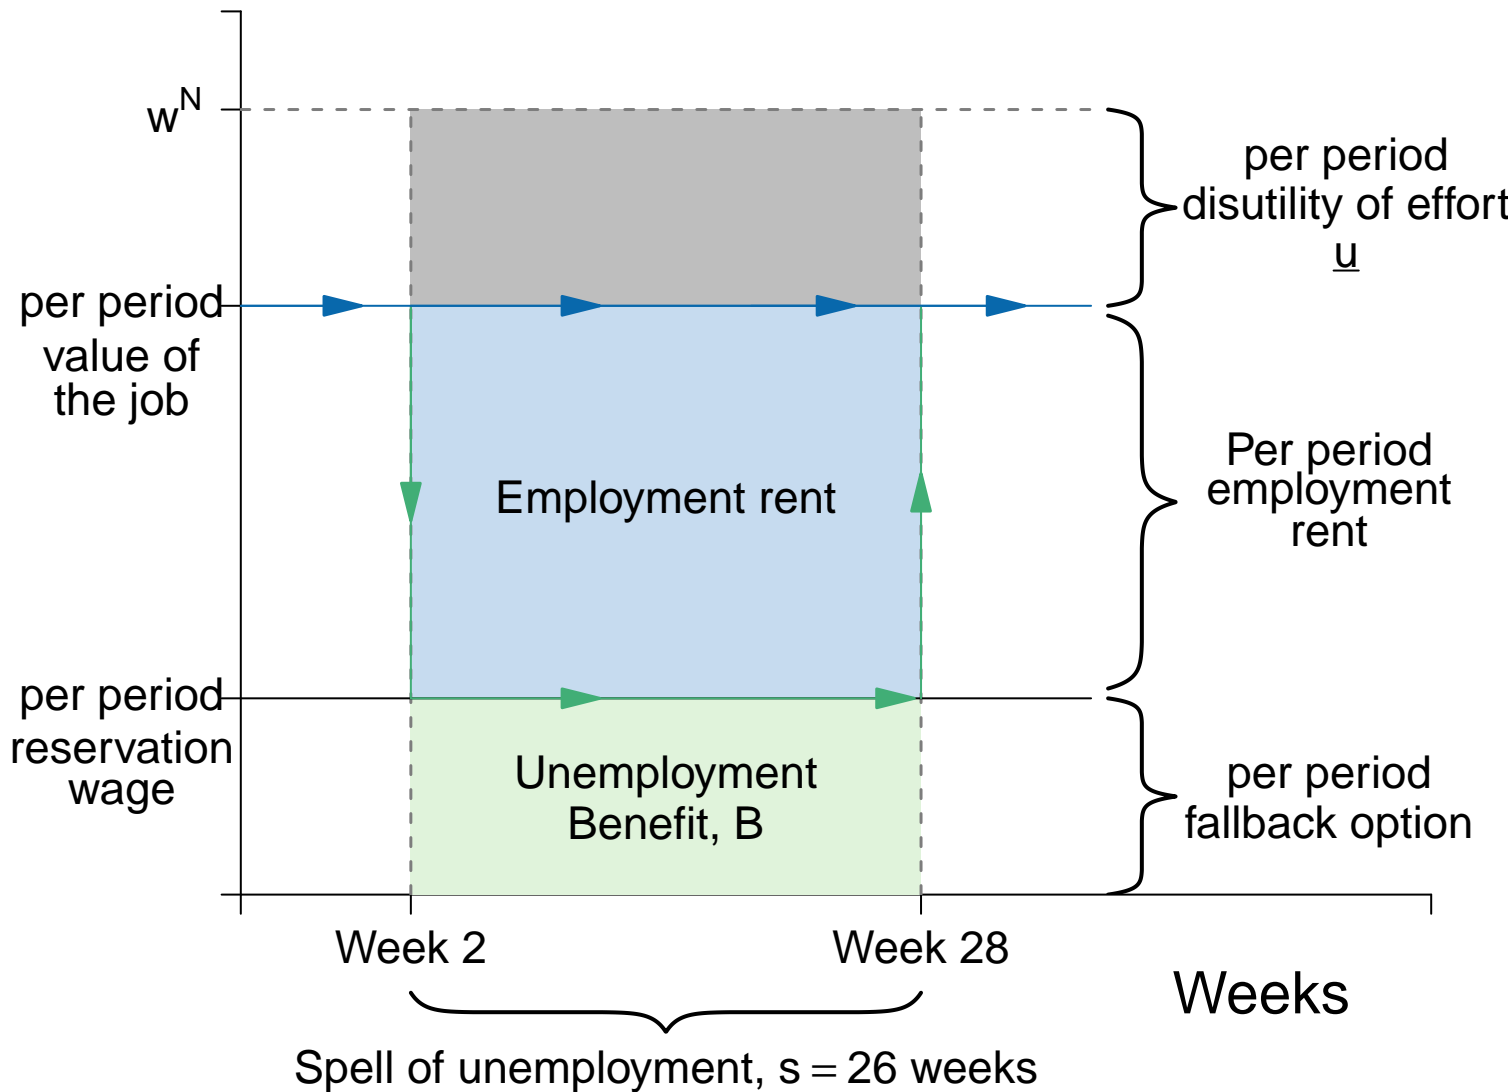 w^N
per period
disutility of effort
u
per period
value of
the job
Employment rent
Per period
employment
rent
per period
reservation
wage
Unemployment
Benefit, B
per period
fallback option
Week 2
Week 28
Weeks
Spell of unemployment, s = 26 weeks